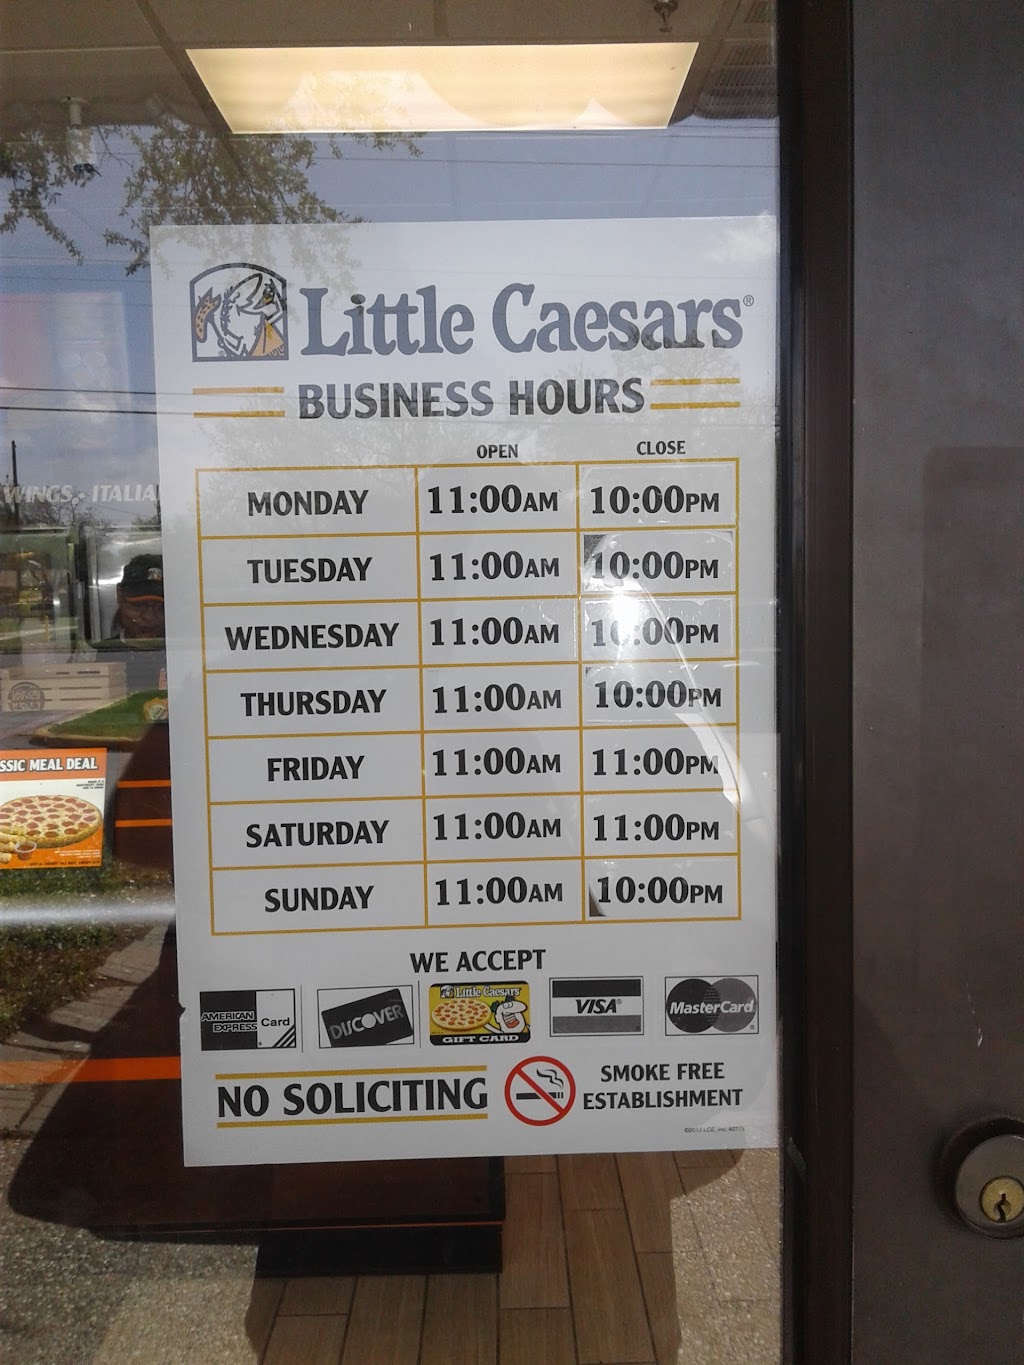 Little Caesars®
BUSINESS HOURS
OPEN CLOSE
MONDAY 11:00AM 10:00PM
TUESDAY 11:00AM 10:00PM
WEDNESDAY 11:00AM 10:00PM
THURSDAY 11:00AM 10:00PM
FRIDAY 11:00AM 11:00PM
SATURDAY 11:00AM 11:00PM
SUNDAY 11:00AM 10:00PM
WE ACCEPT
AMERICAN EXPRESS Card
DISCOVER
Little Caesars
GIFT CARD
VISA®
MasterCard
NO SOLICITING
SMOKE FREE
ESTABLISHMENT
WINGS • ITALIA
SSIC MEAL DEAL